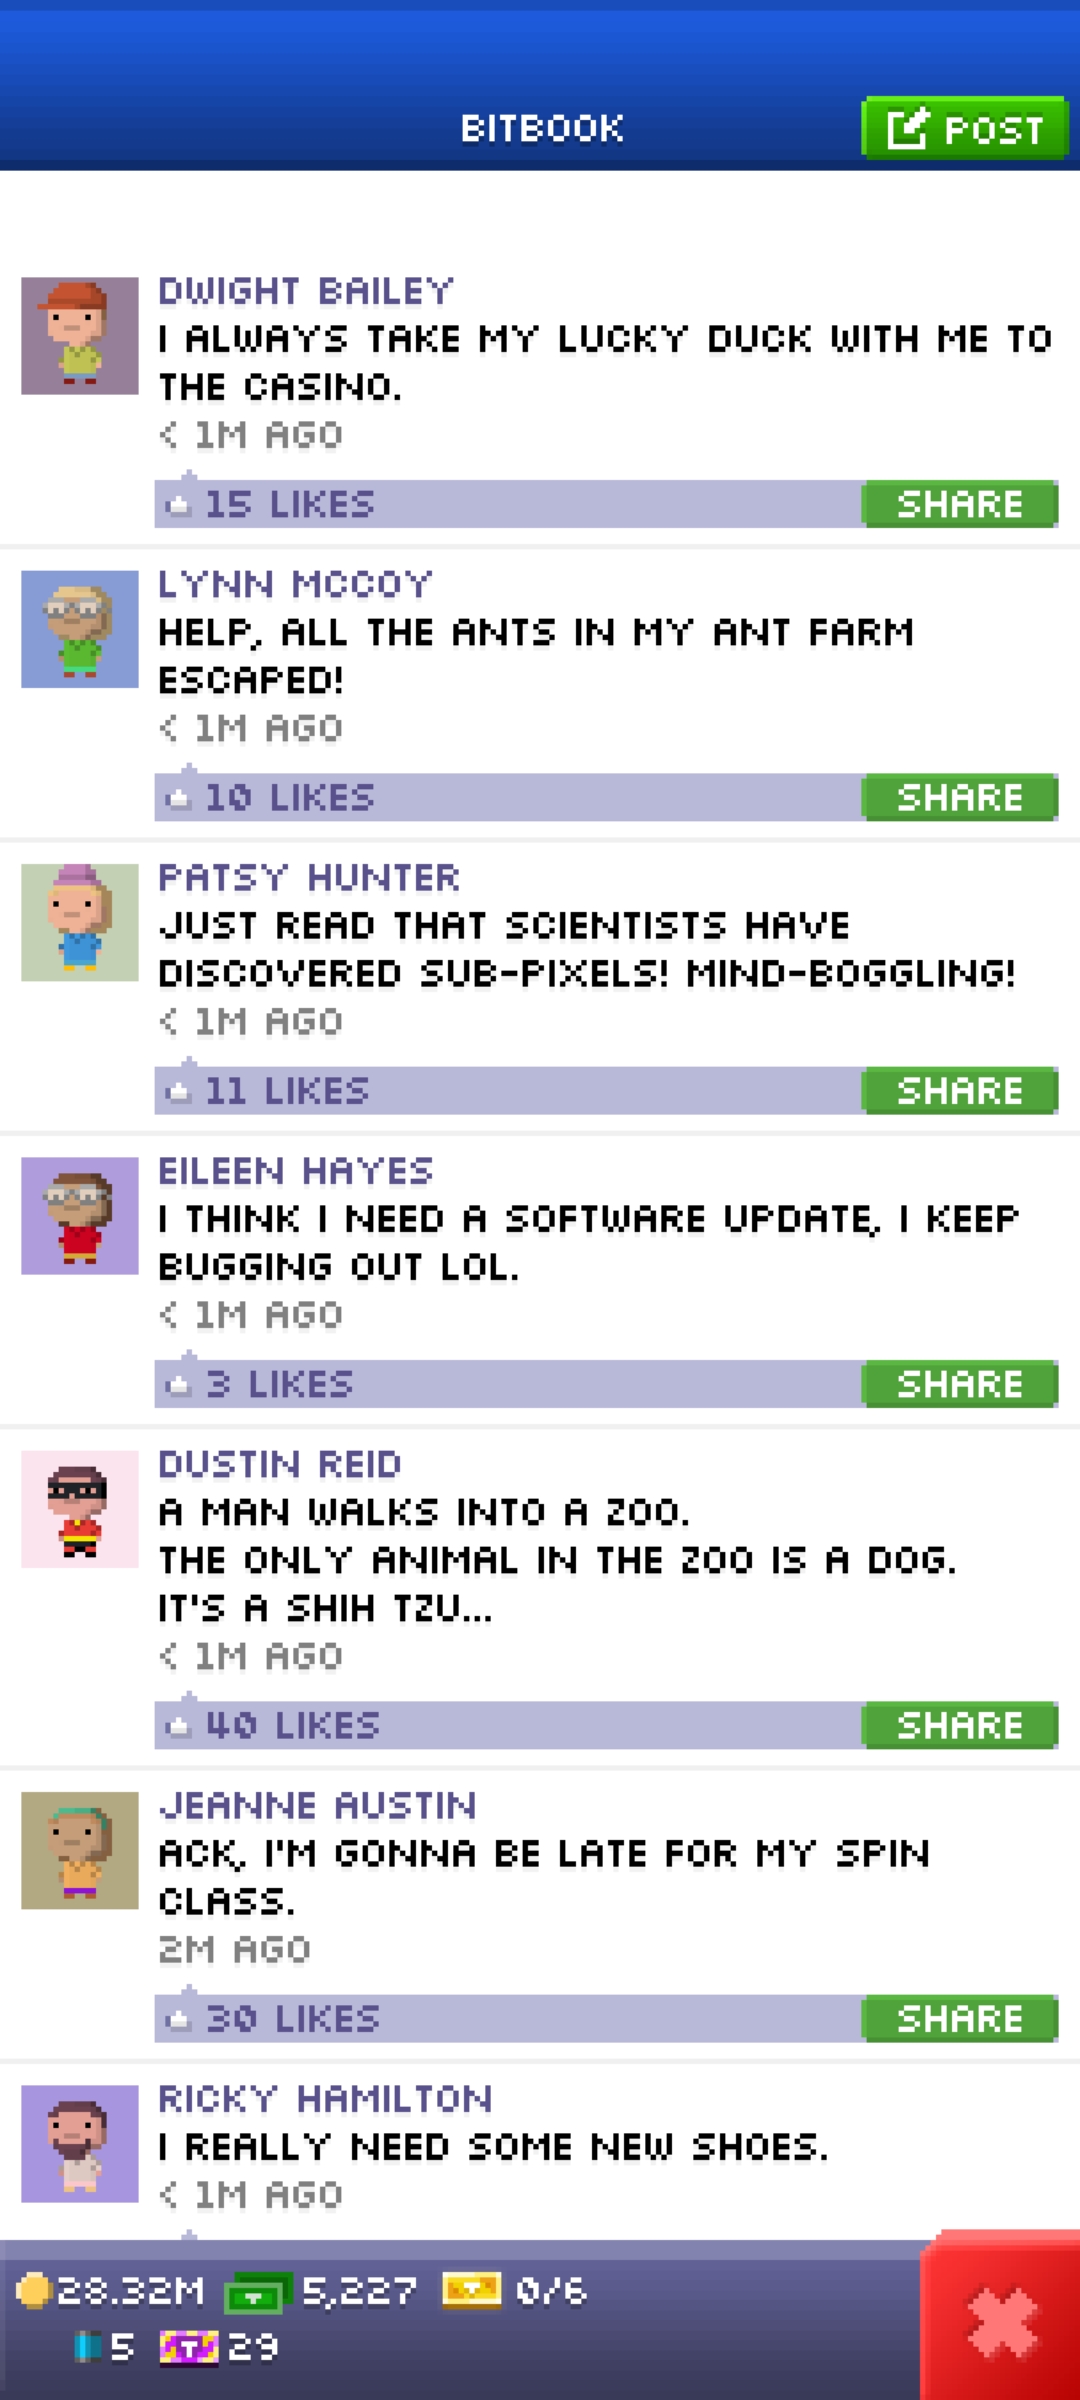 BITBOOK
POST
DWIGHT BAILEY
I ALWAYS TAKE MY LUCKY DUCK WITH ME TO
THE CASINO.
< 1M AGO
15 LIKES
SHARE
LYNN MCCOY
HELP, ALL THE ANTS IN MY ANT FARM
ESCAPED!
< 1M AGO
10 LIKES
SHARE
PATSY HUNTER
JUST READ THAT SCIENTISTS HAVE
DISCOVERED SUB-PIXELS! MIND-BOGGLING!
< 1M AGO
11 LIKES
SHARE
EILEEN HAYES
I THINK I NEED A SOFTWARE UPDATE, I KEEP
BUGGING OUT LOL.
< 1M AGO
3 LIKES
SHARE
DUSTIN REID
A MAN WALKS INTO A ZOO.
THE ONLY ANIMAL IN THE ZOO IS A DOG.
IT'S A SHIH TZU...
< 1M AGO
40 LIKES
SHARE
JEANNE AUSTIN
ACK, I'M GONNA BE LATE FOR MY SPIN
CLASS.
2M AGO
30 LIKES
SHARE
RICKY HAMILTON
I REALLY NEED SOME NEW SHOES.
< 1M AGO
28.32M 5,227 0/6
5 T 29